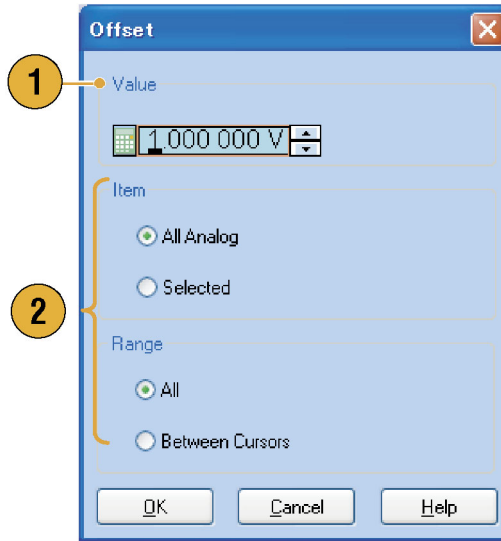 Offset
1
Value
1.000 000 V
Item
All Analog
Selected
2
Range
All
Between Cursors
OK Cancel Help